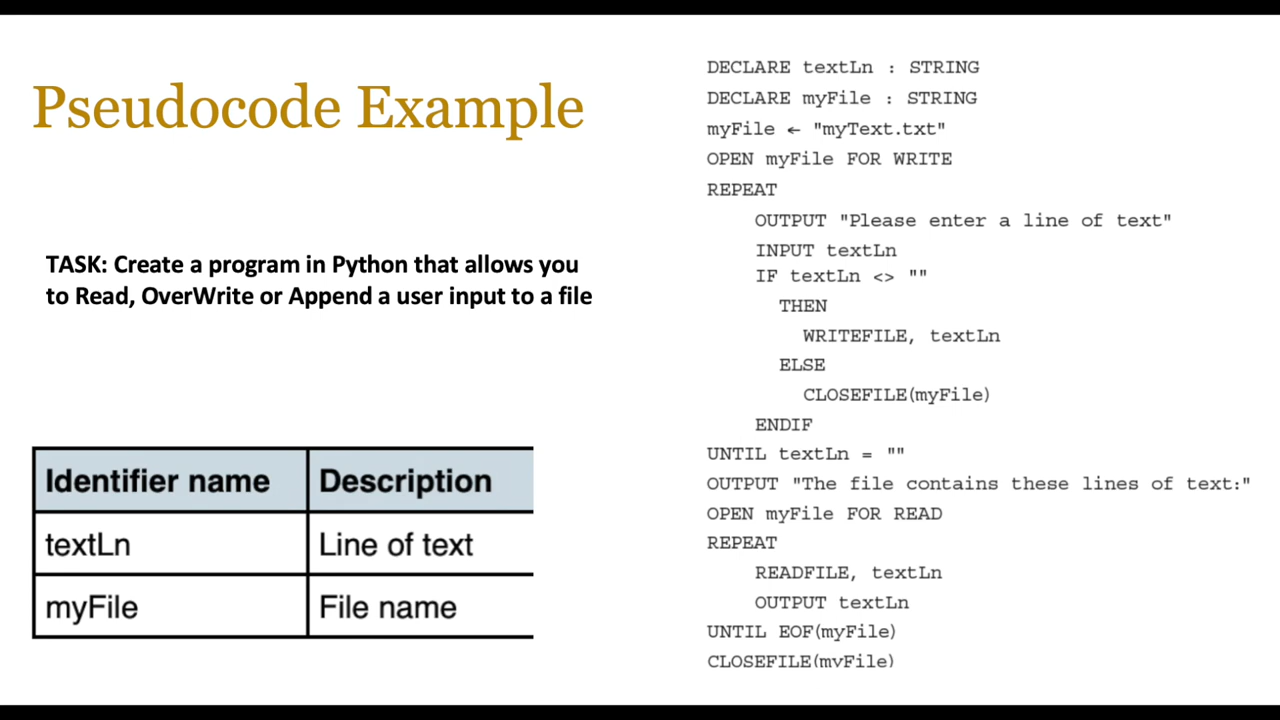 Pseudocode Example
TASK: Create a program in Python that allows you
to Read, OverWrite or Append a user input to a file
Identifier name Description
textLn Line of text
myFile File name
DECLARE textLn : STRING
DECLARE myFile : STRING
myFile ← "myText.txt"
OPEN myFile FOR WRITE
REPEAT
OUTPUT "Please enter a line of text"
INPUT textLn
IF textLn <> ""
THEN
WRITEFILE, textLn
ELSE
CLOSEFILE(myFile)
ENDIF
UNTIL textLn = ""
OUTPUT "The file contains these lines of text:"
OPEN myFile FOR READ
REPEAT
READFILE, textLn
OUTPUT textLn
UNTIL EOF(myFile)
CLOSEFILE(myFile)